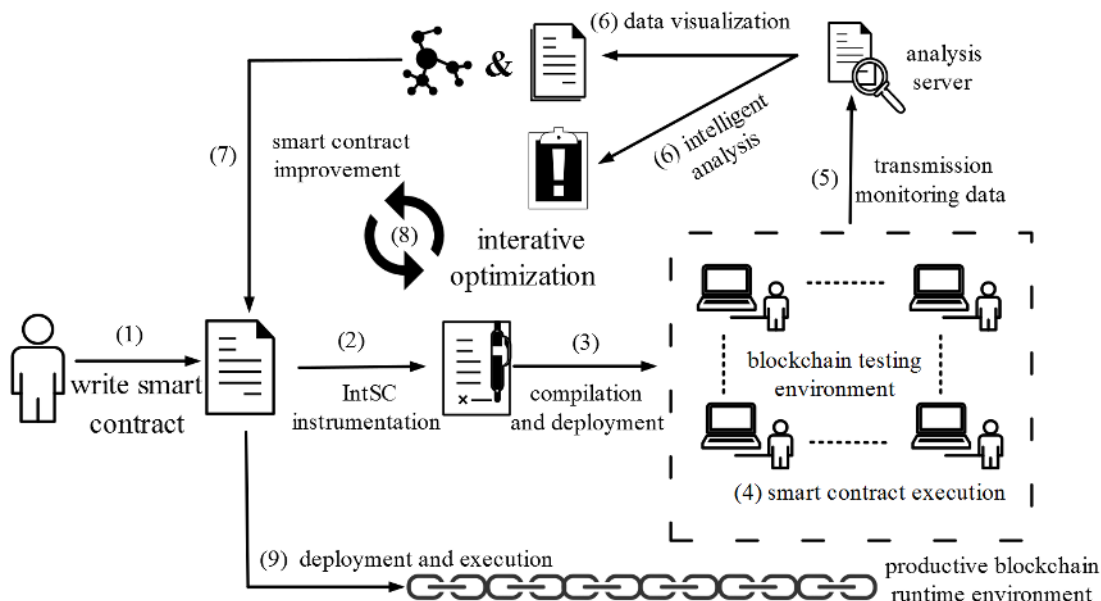 (6) data visualization
&
analysis
server
(6) intelligent
analysis
(7)
smart contract
improvement
(5)
transmission
monitoring data
(8)
interative
optimization
(1)
write smart
contract
(2)
IntSC
instrumentation
(3)
compilation
and deployment
blockchain testing
environment
(4) smart contract execution
(9) deployment and execution
productive blockchain
runtime environment